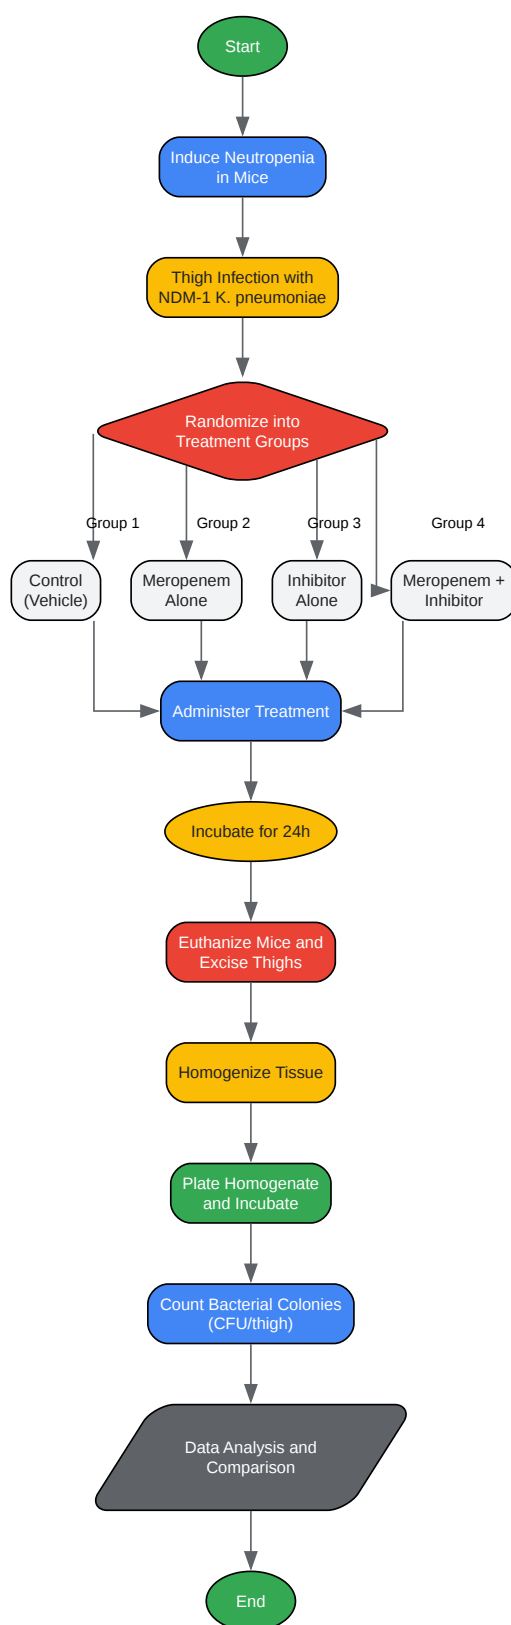 Start
Induce Neutropenia
in Mice
Thigh Infection with
NDM-1 K. pneumoniae
Randomize into
Treatment Groups
Group 1
Group 2
Group 3
Group 4
Control
(Vehicle)
Meropenem
Alone
Inhibitor
Alone
Meropenem +
Inhibitor
Administer Treatment
Incubate for 24h
Euthanize Mice and
Excise Thighs
Homogenize Tissue
Plate Homogenate
and Incubate
Count Bacterial Colonies
(CFU/thigh)
Data Analysis and
Comparison
End